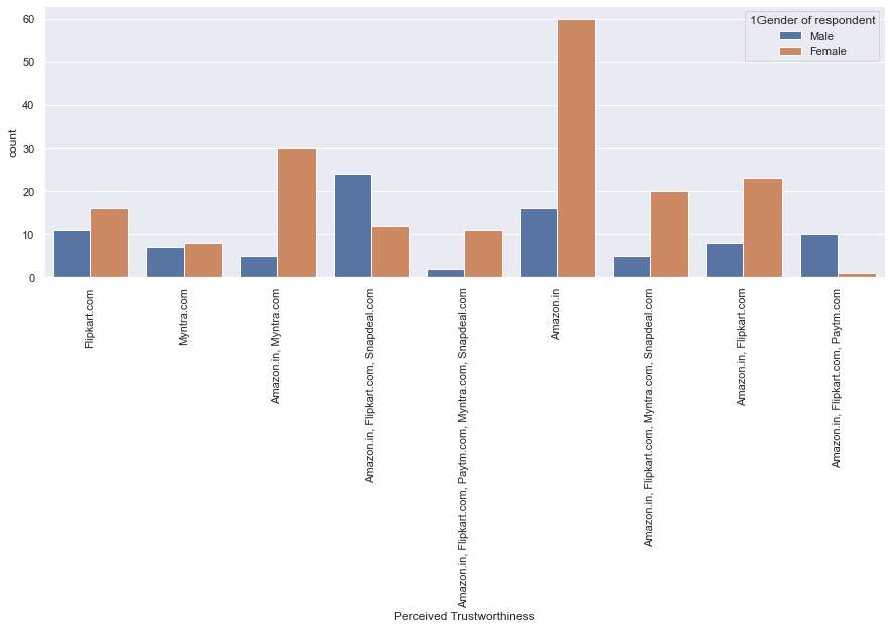 60
50
40
30
20
10
0
count
1Gender of respondent
Male
Female
Flipkart.com
Myntra.com
Amazon.in, Myntra.com
Amazon.in, Flipkart.com, Snapdeal.com
Amazon.in, Flipkart.com, Paytm.com, Myntra.com, Snapdeal.com
Amazon.in
Amazon.in, Flipkart.com, Myntra.com, Snapdeal.com
Amazon.in, Flipkart.com
Amazon.in, Flipkart.com, Paytm.com
Perceived Trustworthiness